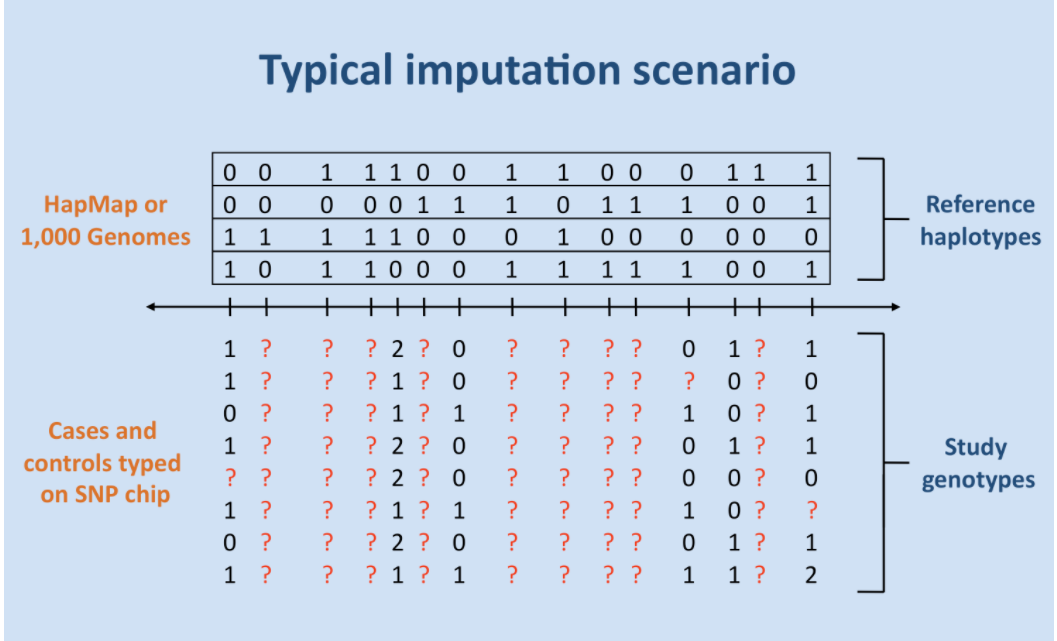 Typical imputation scenario
HapMap or
1,000 Genomes
0 0 1 1 1 0 0 1 1 0 0 0 1 1 1
0 0 0 0 0 1 1 1 0 1 1 1 0 0 1
1 1 1 1 1 0 0 0 1 0 0 0 0 0 0
1 0 1 1 0 0 0 1 1 1 1 1 0 0 1
Reference
haplotypes
Cases and
controls typed
on SNP chip
1 ? ? ? 2 ? 0 ? ? ? ? 0 1 ? 1
1 ? ? ? 1 ? 0 ? ? ? ? ? 0 ? 0
0 ? ? ? 1 ? 1 ? ? ? ? 1 0 ? 1
1 ? ? ? 2 ? 0 ? ? ? ? 0 1 ? 1
? ? ? ? 2 ? 0 ? ? ? ? 0 0 ? 0
1 ? ? ? 1 ? 1 ? ? ? ? 1 0 ? ?
0 ? ? ? 2 ? 0 ? ? ? ? 0 1 ? 1
1 ? ? ? 1 ? 1 ? ? ? ? 1 1 ? 2
Study
genotypes